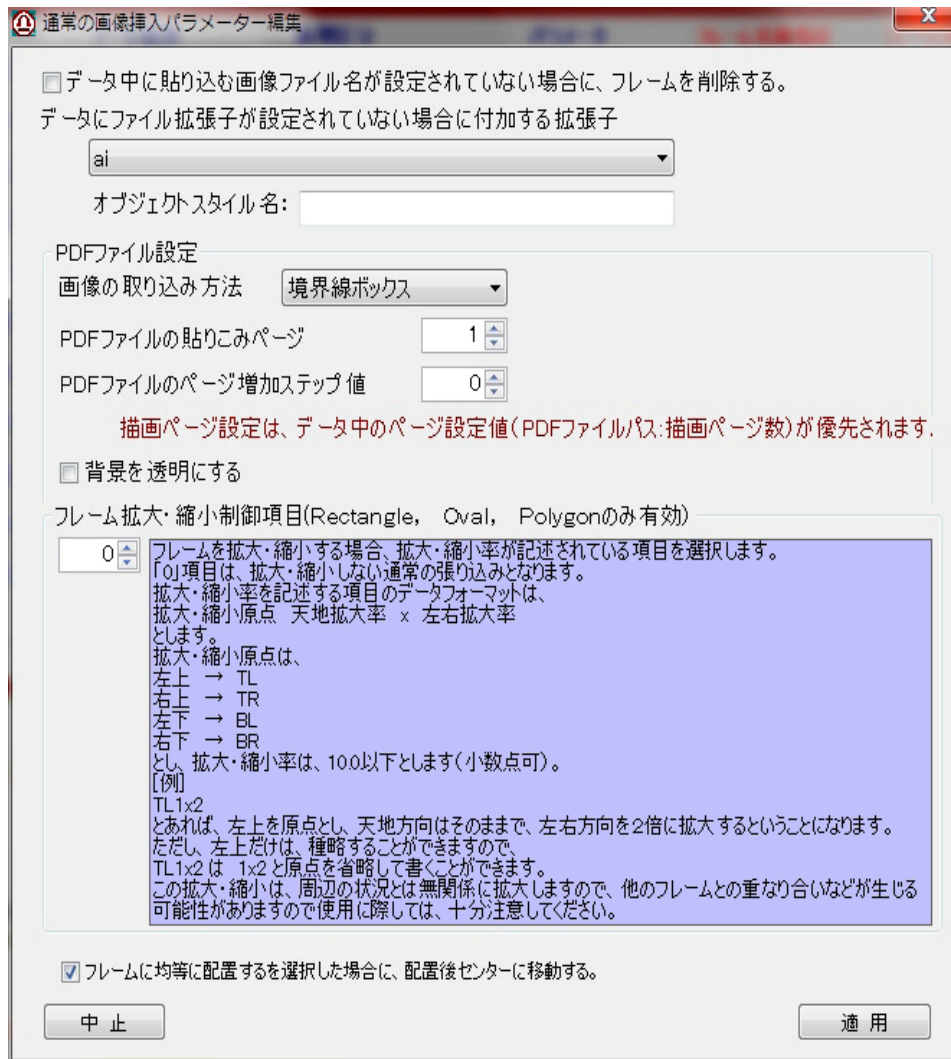 通常の画像挿入パラメーター編集
データ中に貼り込む画像ファイル名が設定されていない場合に、フレームを削除する。
データにファイル拡張子が設定されていない場合に付加する拡張子
ai
オブジェクトスタイル名:
PDFファイル設定
画像の取り込み方法 境界線ボックス
PDFファイルの貼りこみページ 1
PDFファイルのページ増加ステップ値 0
描画ページ設定は、データ中のページ設定値(PDFファイルパス:描画ページ数)が優先されます.
背景を透明にする
フレーム拡大・縮小制御項目(Rectangle, Oval, Polygonのみ有効)
0
フレームを拡大・縮小する場合、拡大・縮小率が記述されている項目を選択します。
「0」項目は、拡大・縮小しない通常の張り込みとなります。
拡大・縮小率を記述する項目のデータフォーマットは、
拡大・縮小原点 天地拡大率 x 左右拡大率
とします。
拡大・縮小原点は、
左上 → TL
右上 → TR
左下 → BL
右下 → BR
とし、拡大・縮小率は、10.0以下とします(小数点可)。
[例]
TL1x2
とあれば、左上を原点とし、天地方向はそのままで、左右方向を2倍に拡大するということになります。
ただし、左上だけは、種略することができますので、
TL1x2 は 1x2 と原点を省略して書くことができます。
この拡大・縮小は、周辺の状況とは無関係に拡大しますので、他のフレームとの重なり合いなどが生じる
可能性がありますので使用に際しては、十分注意してください。
フレームに均等に配置するを選択した場合に、配置後センターに移動する。
中 止
適 用